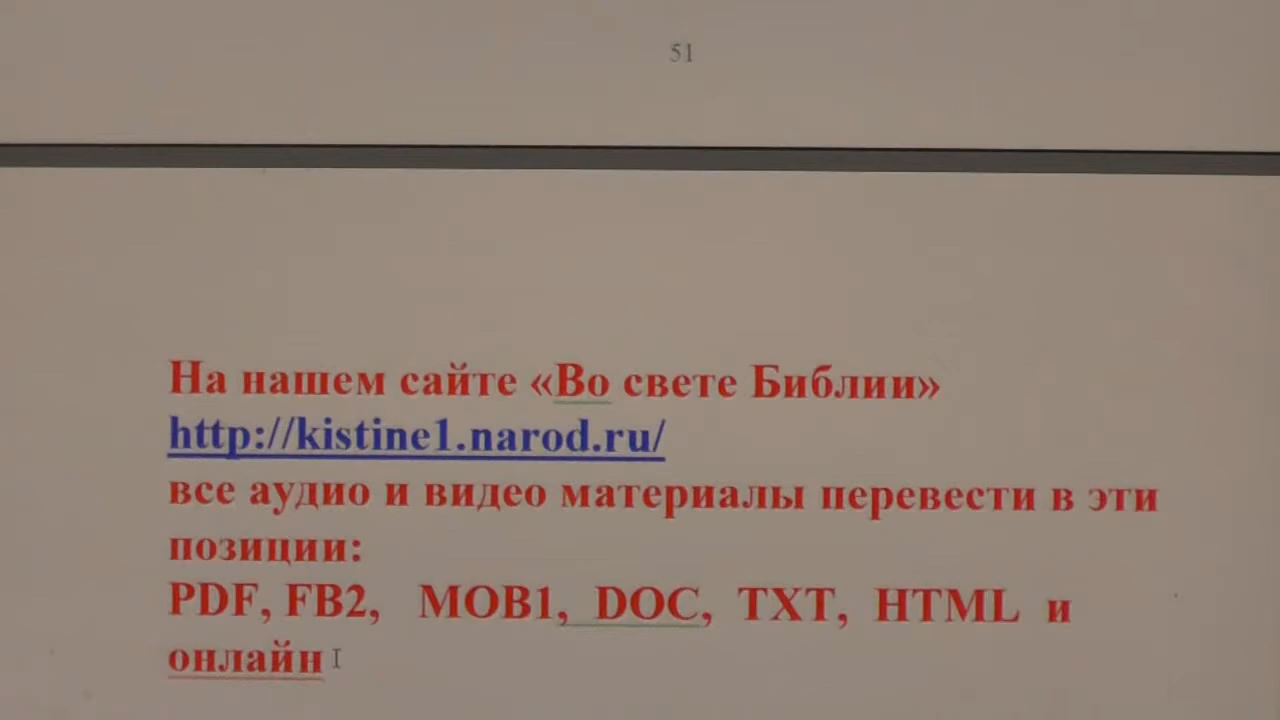 51
На нашем сайте «Во свете Библии»
http://kistine1.narod.ru/
все аудио и видео материалы перевести в эти
позиции:
PDF, FB2, MOB1, DOC, TXT, HTML и
онлайн